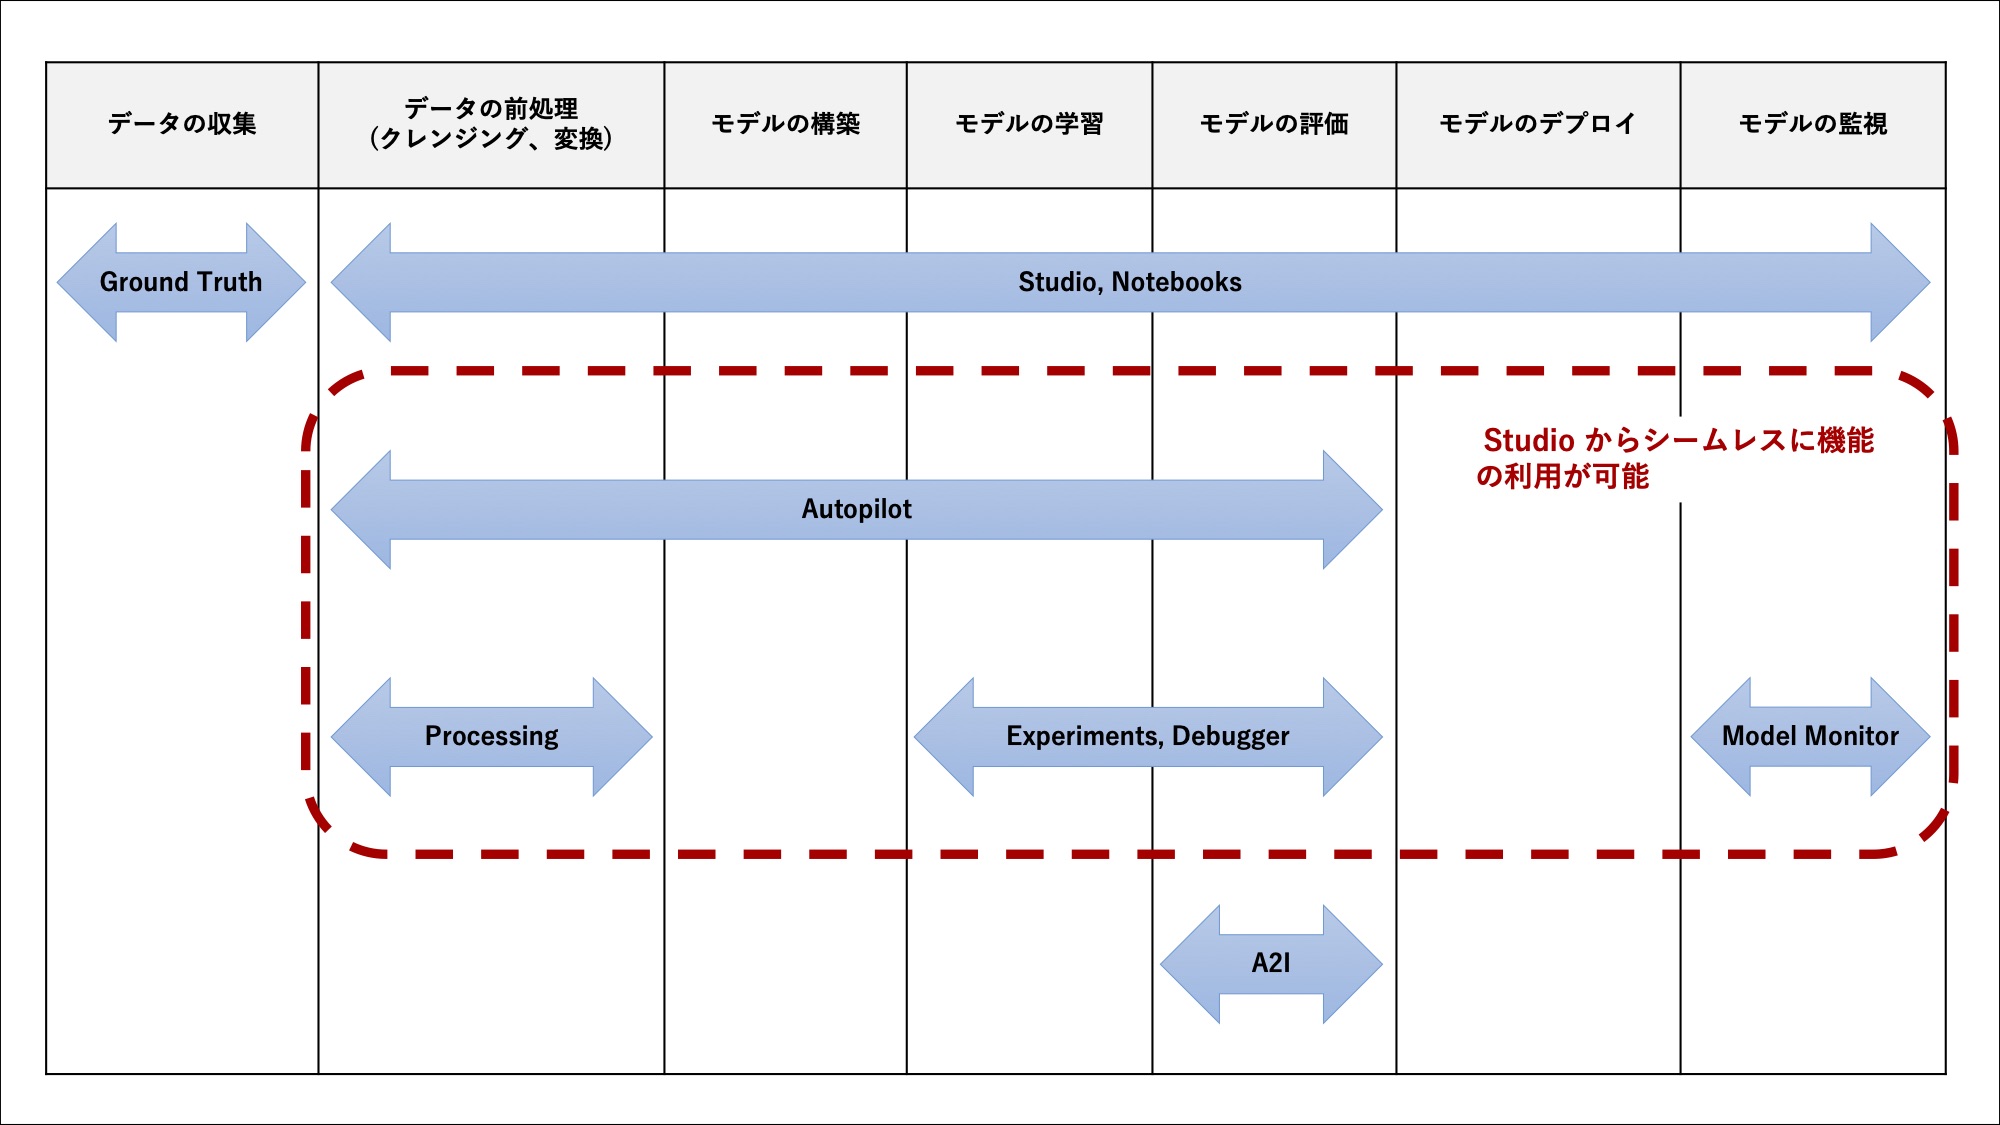 データの収集
データの前処理
(クレンジング、変換)
モデルの構築
モデルの学習
モデルの評価
モデルのデプロイ
モデルの監視
Ground Truth
Studio, Notebooks
Studio からシームレスに機能
の利用が可能
Autopilot
Processing
Experiments, Debugger
Model Monitor
A2I